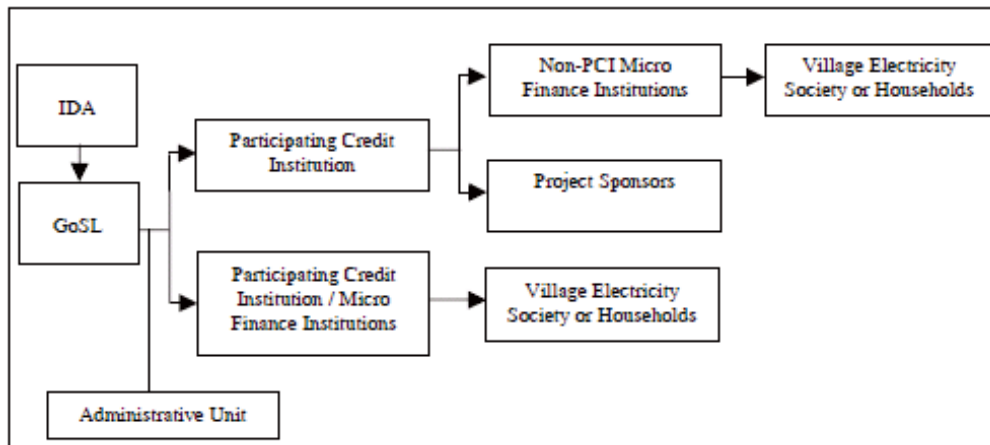 IDA
GoSL
Participating Credit
Institution
Non-PCI Micro
Finance Institutions
Village Electricity
Society or Households
Project Sponsors
Participating Credit
Institution / Micro
Finance Institutions
Village Electricity
Society or Households
Administrative Unit